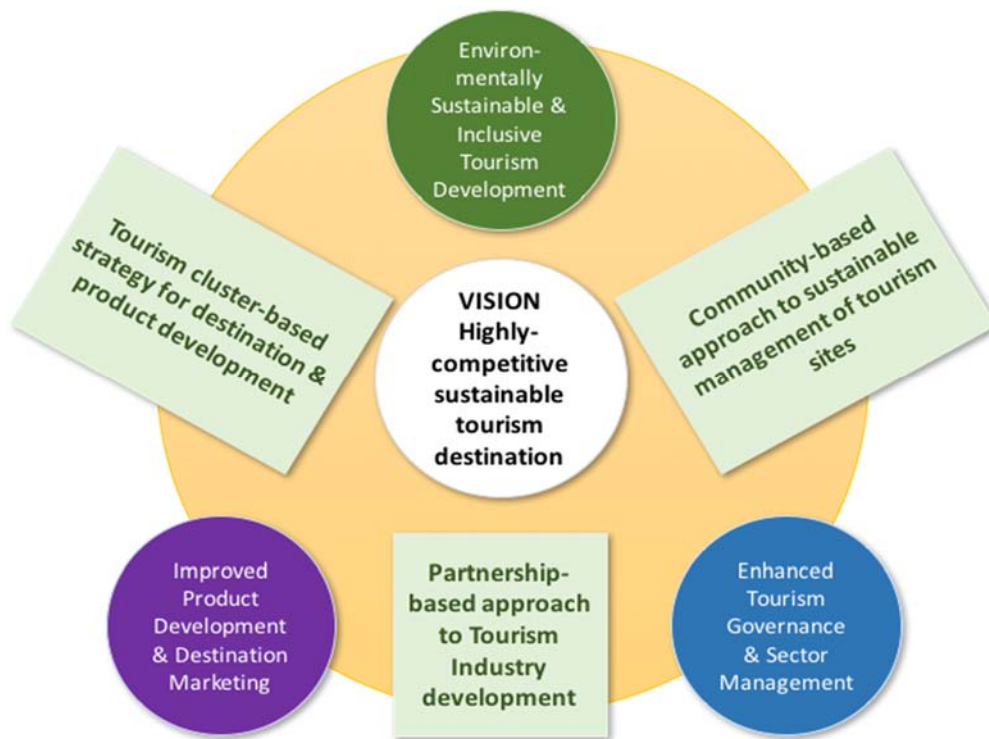 Environ-
mentally
Sustainable &
Inclusive
Tourism
Development
Tourism cluster-based
strategy for destination &
product development
VISION
Highly-
competitive
sustainable
tourism
destination
Community-based
approach to sustainable
management of tourism
sites
Improved
Product
Development
& Destination
Marketing
Partnership-
based approach
to Tourism
Industry
development
Enhanced
Tourism
Governance
& Sector
Management